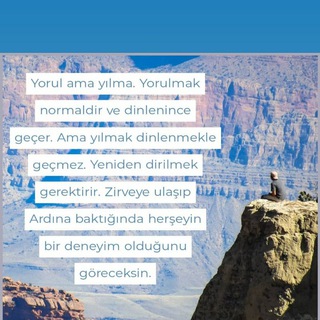 Yorul ama yılma. Yorulmak
normaldir ve dinlenince
geçer. Ama yılmak dinlenmekle
geçmez. Yeniden dirilmek
gerektirir. Zirveye ulaşıp
Ardına baktığında herşeyin
bir deneyim olduğunu
göreceksin.